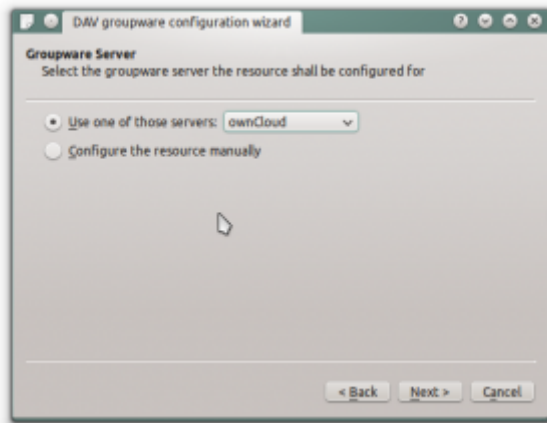 DAV groupware configuration wizard
Groupware Server
Select the groupware server the resource shall be configured for
Use one of those servers: ownCloud
Configure the resource manually
< Back Next > Cancel